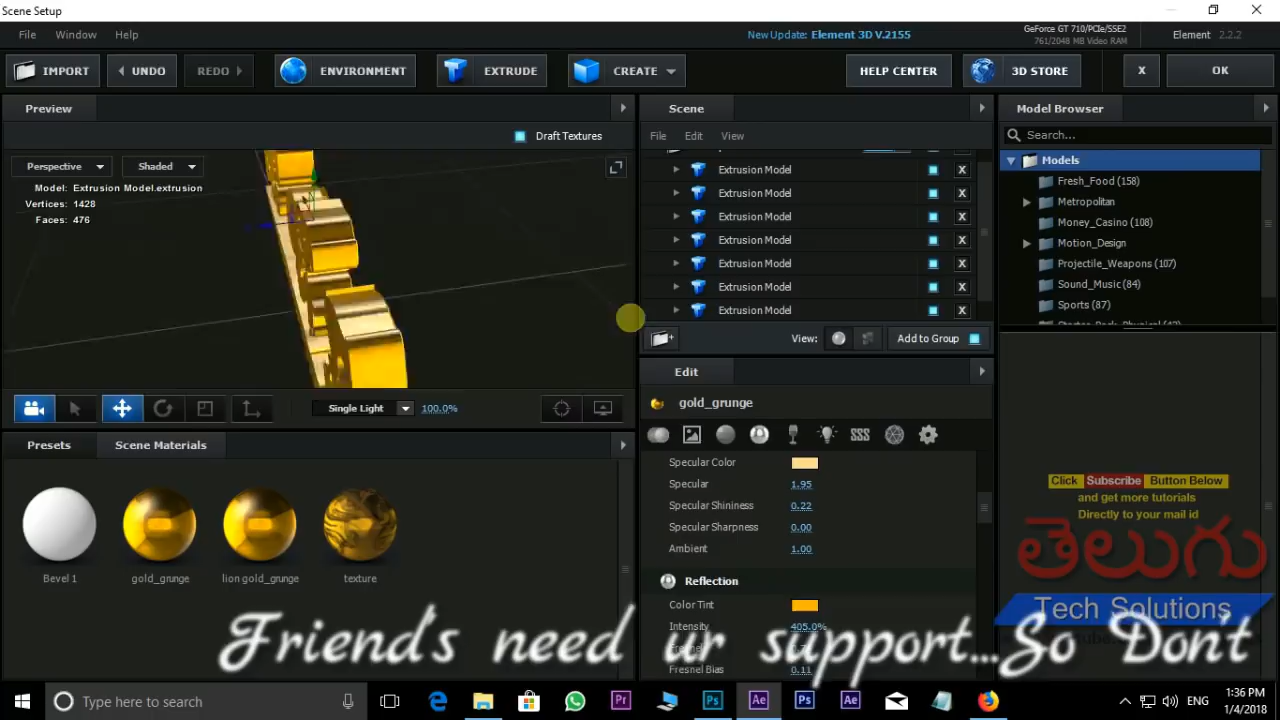 Scene Setup
File Window Help
New Update: Element 3D V.2155
GeForce GT 710/PCIe/SSE2
761/2048 MB Video RAM
Element 2.2.2
IMPORT UNDO REDO ENVIRONMENT EXTRUDE CREATE HELP CENTER 3D STORE X OK
Preview
Draft Textures
Perspective Shaded
Model: Extrusion Model.extrusion
Vertices: 1428
Faces: 476
Single Light 100.0%
Presets Scene Materials
Bevel 1 gold_grunge lion gold_grunge texture
Scene
File Edit View
Extrusion Model X
Extrusion Model X
Extrusion Model X
Extrusion Model X
Extrusion Model X
Extrusion Model X
Extrusion Model X
View: Add to Group
Edit
gold_grunge
SSS
Specular Color
Specular 1.95
Specular Shininess 0.22
Specular Sharpness 0.00
Ambient 1.00
Reflection
Color Tint
Intensity 405.0%
Fresnel Bias 0.11
Model Browser
Search...
Models
Fresh_Food (158)
Metropolitan
Money_Casino (108)
Motion_Design
Projectile_Weapons (107)
Sound_Music (84)
Sports (87)
Click Subscribe Button Below
and get more tutorials
Directly to your mail id
తెలుగు
Tech Solutions
Friend's need ur support...So Don't
Type here to search
Pr Ps Ae Ps Ae
ENG
1:36 PM
1/4/2018